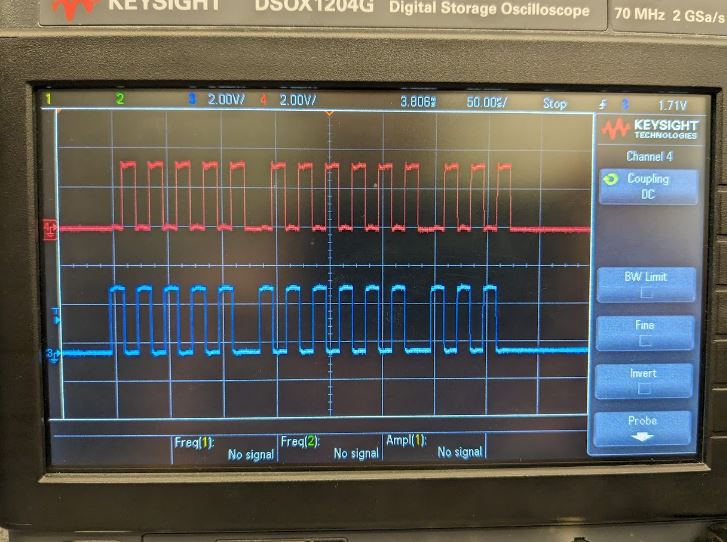 KEYSIGHT DSOX1204G Digital Storage Oscilloscope 70 MHz 2 GSa/s
1 2 3 2.00V/ 4 2.00V/ 50.00%/ Stop 3 1.71V
KEYSIGHT
TECHNOLOGIES
Channel 4
Coupling
DC
BW Limit
Fine
Invert
Probe
Freq(1):
No signal
Freq(2):
No signal
Ampl(1):
No signal